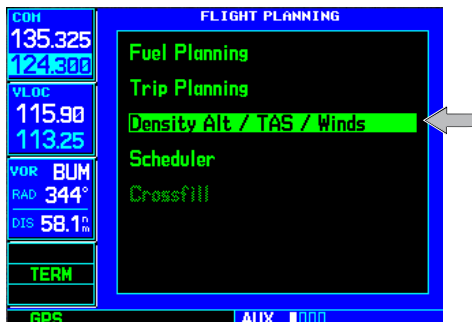 COM
135.325
124.300
VLOC
115.90
113.25
VOR BUM
RAD 344°
DIS 58.1nm
TERM
GPS
FLIGHT PLANNING
Fuel Planning
Trip Planning
Density Alt / TAS / Winds
Scheduler
Crossfill
AUX